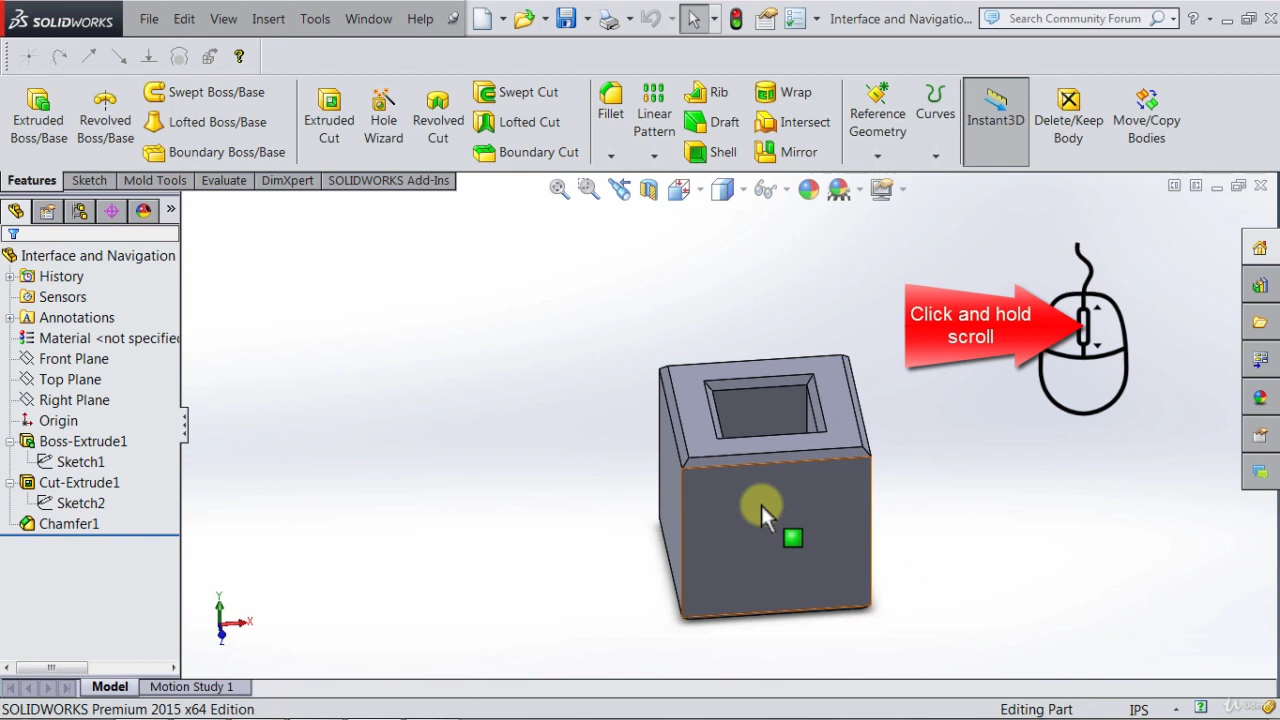 SOLIDWORKS
File Edit View Insert Tools Window Help
Interface and Navigatio...
Search Community Forum
Extruded Boss/Base
Revolved Boss/Base
Swept Boss/Base
Lofted Boss/Base
Boundary Boss/Base
Extruded Cut
Hole Wizard
Revolved Cut
Swept Cut
Lofted Cut
Boundary Cut
Fillet
Linear Pattern
Rib
Draft
Shell
Wrap
Intersect
Mirror
Reference Geometry
Curves
Instant3D
Delete/Keep Body
Move/Copy Bodies
Features Sketch Mold Tools Evaluate DimXpert SOLIDWORKS Add-Ins
Interface and Navigation
History
Sensors
A Annotations
Material <not specifie
Front Plane
Top Plane
Right Plane
Origin
Boss-Extrude1
Sketch1
Cut-Extrude1
Sketch2
Chamfer1
Click and hold
scroll
Y
X
Z
Model Motion Study 1
SOLIDWORKS Premium 2015 x64 Edition
Editing Part
IPS